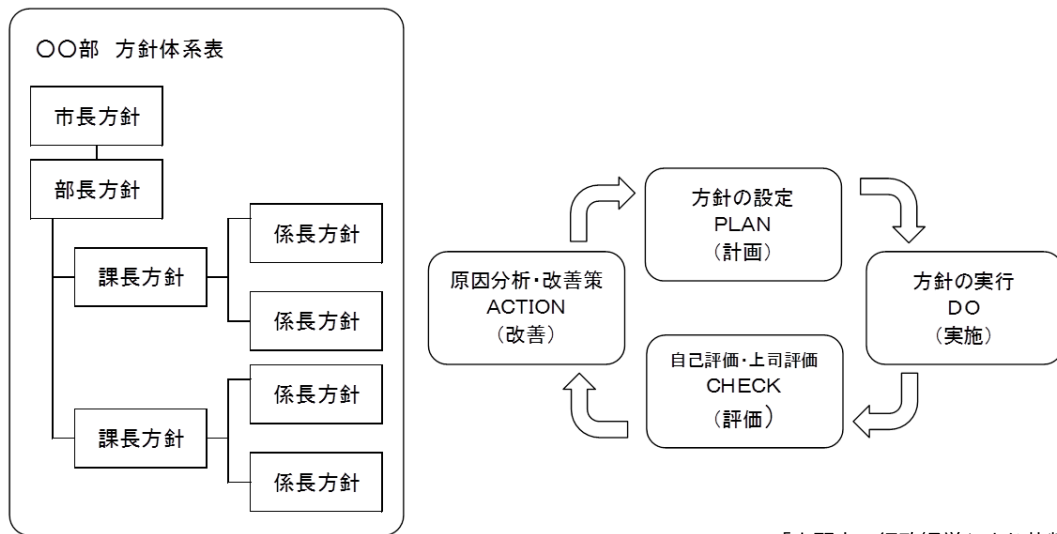 〇〇部 方針体系表
市長方針
部長方針
課長方針
係長方針
係長方針
課長方針
係長方針
係長方針
方針の設定
PLAN
(計画)
方針の実行
DO
(実施)
自己評価・上司評価
CHECK
(評価)
原因分析・改善策
ACTION
(改善)